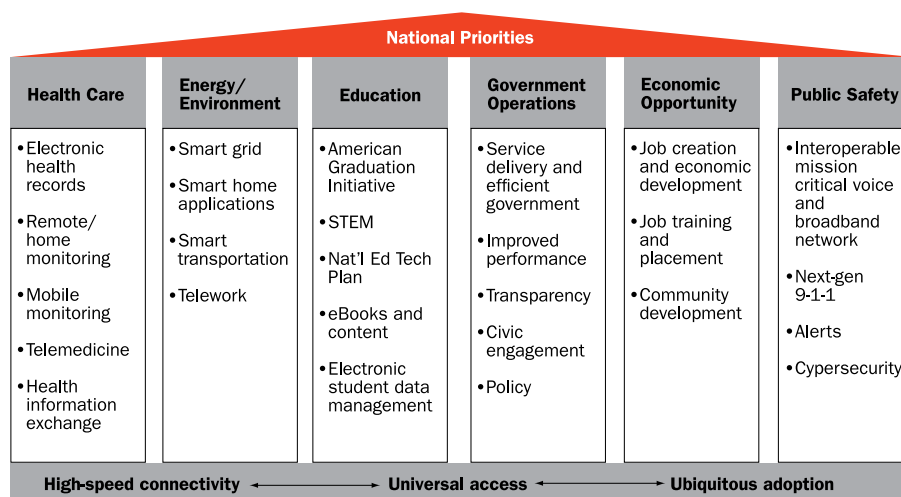 National Priorities
Health Care
• Electronic
health
records
• Remote/
home
monitoring
• Mobile
monitoring
• Telemedicine
• Health
information
exchange
Energy/
Environment
• Smart grid
• Smart home
applications
• Smart
transportation
• Telework
Education
• American
Graduation
Initiative
• STEM
• Nat'l Ed Tech
Plan
• eBooks and
content
• Electronic
student data
management
Government
Operations
• Service
delivery and
efficient
government
• Improved
performance
• Transparency
• Civic
engagement
• Policy
Economic
Opportunity
• Job creation
and economic
development
• Job training
and
placement
• Community
development
Public Safety
• Interoperable
mission
critical voice
and
broadband
network
• Next-gen
9-1-1
• Alerts
• Cypersecurity
High-speed connectivity Universal access Ubiquitous adoption